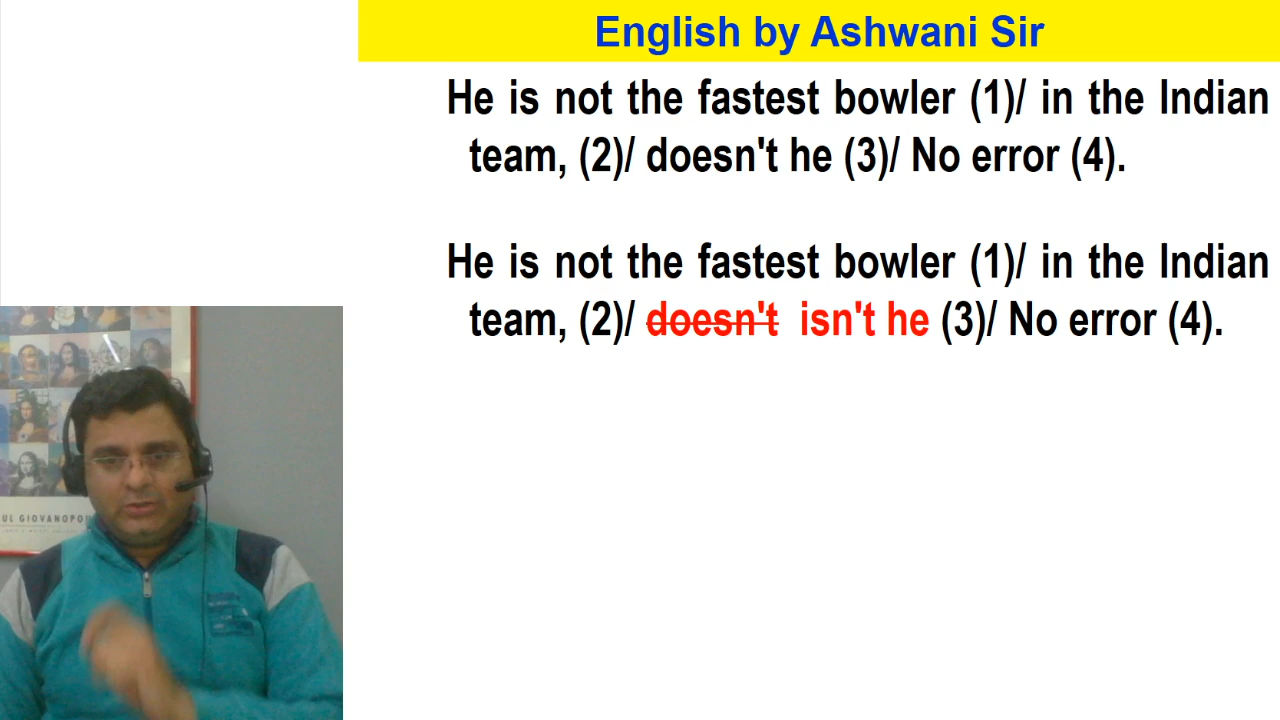 English by Ashwani Sir
He is not the fastest bowler (1)/ in the Indian
team, (2)/ doesn't he (3)/ No error (4).
He is not the fastest bowler (1)/ in the Indian
team, (2)/ doesn't isn't he (3)/ No error (4).
UL GIOVANOPOU